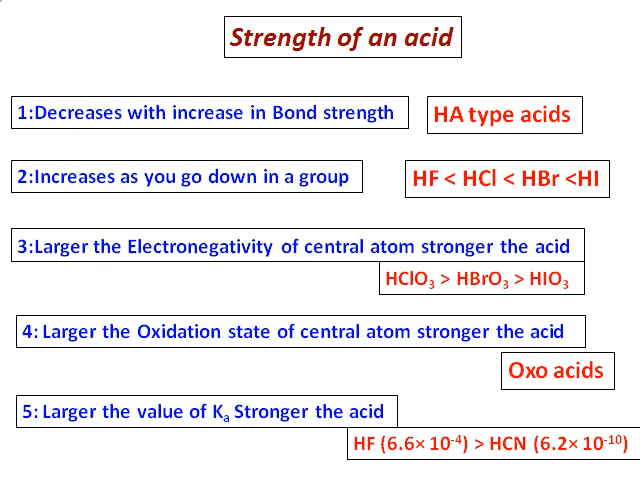 Strength of an acid
1:Decreases with increase in Bond strength
HA type acids
2:Increases as you go down in a group
HF < HCl < HBr <HI
3:Larger the Electronegativity of central atom stronger the acid
HClO₃ > HBrO₃ > HIO₃
4: Larger the Oxidation state of central atom stronger the acid
Oxo acids
5: Larger the value of Kₐ Stronger the acid
HF (6.6× 10⁻⁴) > HCN (6.2× 10⁻¹⁰)